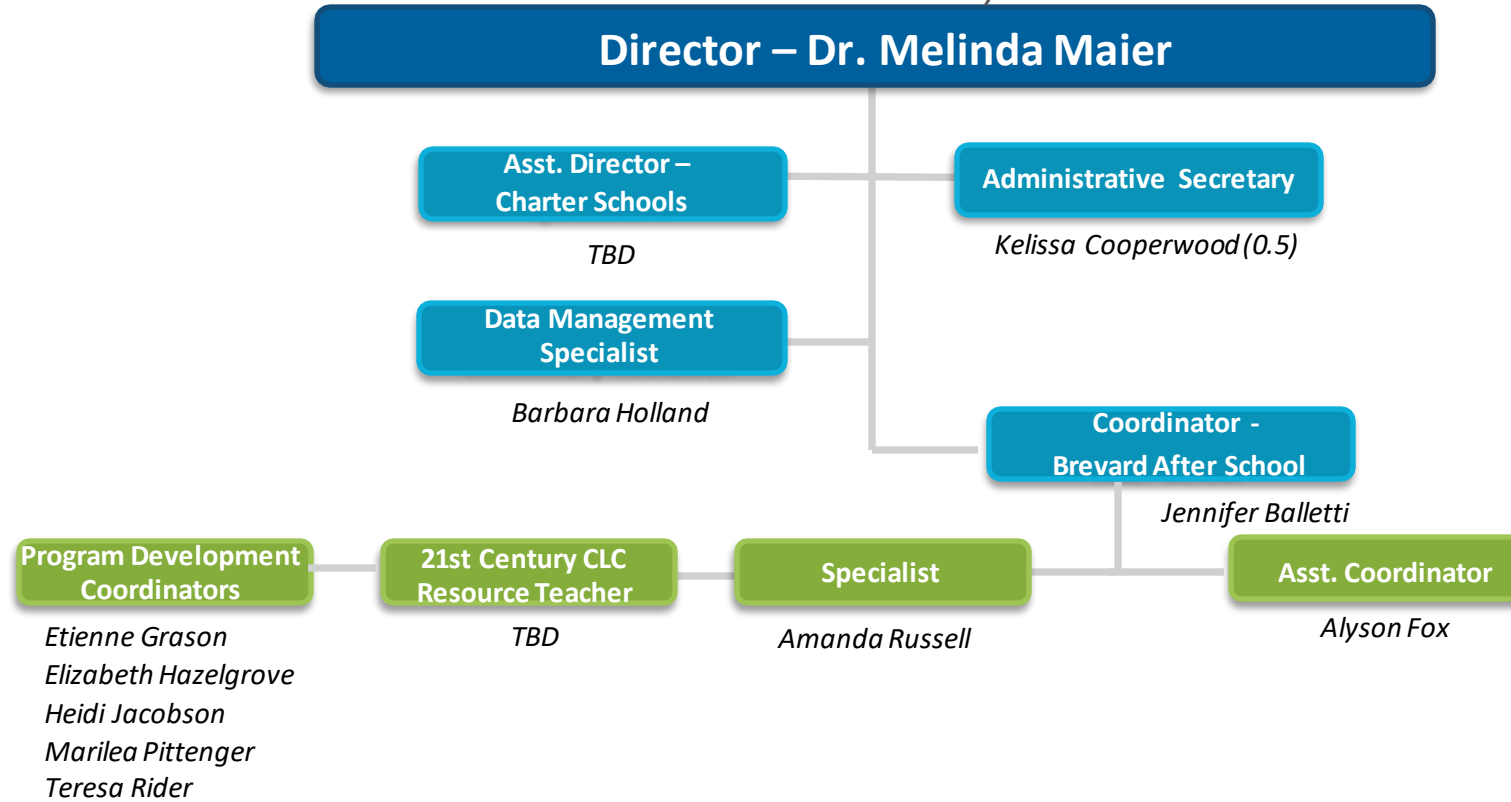 Director – Dr. Melinda Maier
Asst. Director –
Charter Schools
TBD
Administrative Secretary
Kelissa Cooperwood (0.5)
Data Management
Specialist
Barbara Holland
Coordinator -
Brevard After School
Jennifer Balletti
Program Development
Coordinators
Etienne Grason
Elizabeth Hazelgrove
Heidi Jacobson
Marilea Pittenger
Teresa Rider
21st Century CLC
Resource Teacher
TBD
Specialist
Amanda Russell
Asst. Coordinator
Alyson Fox